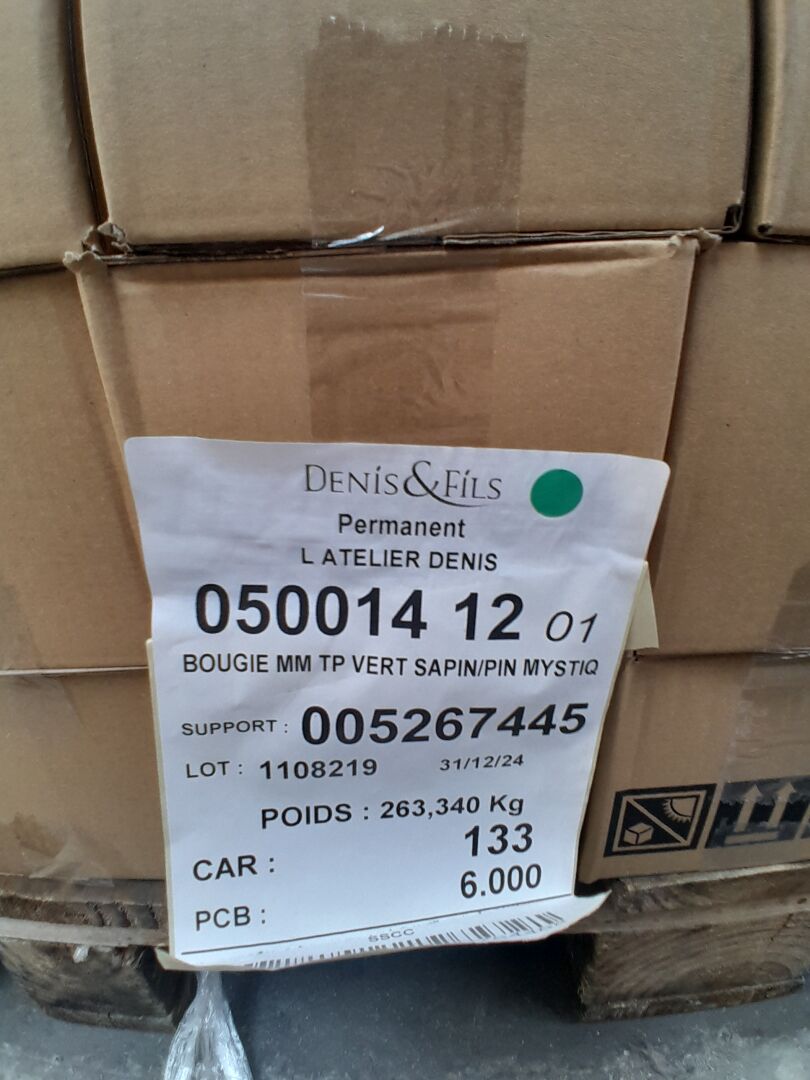 DENIS&FILS
Permanent
L ATELIER DENIS
050014 12 01
BOUGIE MM TP VERT SAPIN/PIN MYSTIQ
SUPPORT : 005267445
LOT : 1108219 31/12/24
POIDS : 263,340 Kg
CAR : 133
PCB : 6.000
SSCC